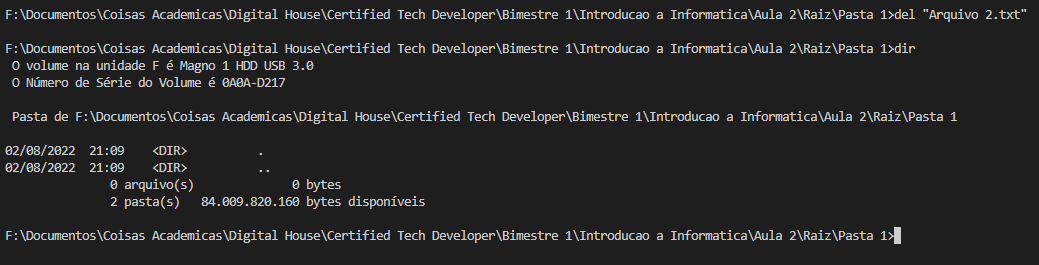 F:\Documentos\Coisas Academicas\Digital House\Certified Tech Developer\Bimestre 1\Introducao a Informatica\Aula 2\Raiz\Pasta 1>del "Arquivo 2.txt"
F:\Documentos\Coisas Academicas\Digital House\Certified Tech Developer\Bimestre 1\Introducao a Informatica\Aula 2\Raiz\Pasta 1>dir
O volume na unidade F é Magno 1 HDD USB 3.0
O Número de Série do Volume é 0A0A-D217
Pasta de F:\Documentos\Coisas Academicas\Digital House\Certified Tech Developer\Bimestre 1\Introducao a Informatica\Aula 2\Raiz\Pasta 1
02/08/2022  21:09    <DIR>          .
02/08/2022  21:09    <DIR>          ..
0 arquivo(s)              0 bytes
2 pasta(s)   84.009.820.160 bytes disponíveis
F:\Documentos\Coisas Academicas\Digital House\Certified Tech Developer\Bimestre 1\Introducao a Informatica\Aula 2\Raiz\Pasta 1>